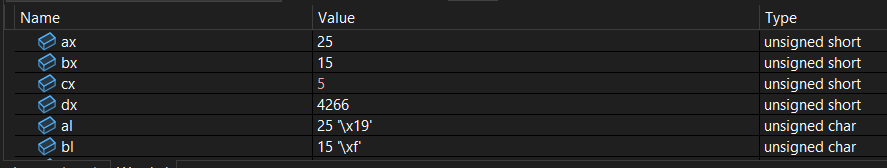 Name Value Type
ax 25 unsigned short
bx 15 unsigned short
cx 5 unsigned short
dx 4266 unsigned short
al 25 '\x19' unsigned char
bl 15 '\xf' unsigned char